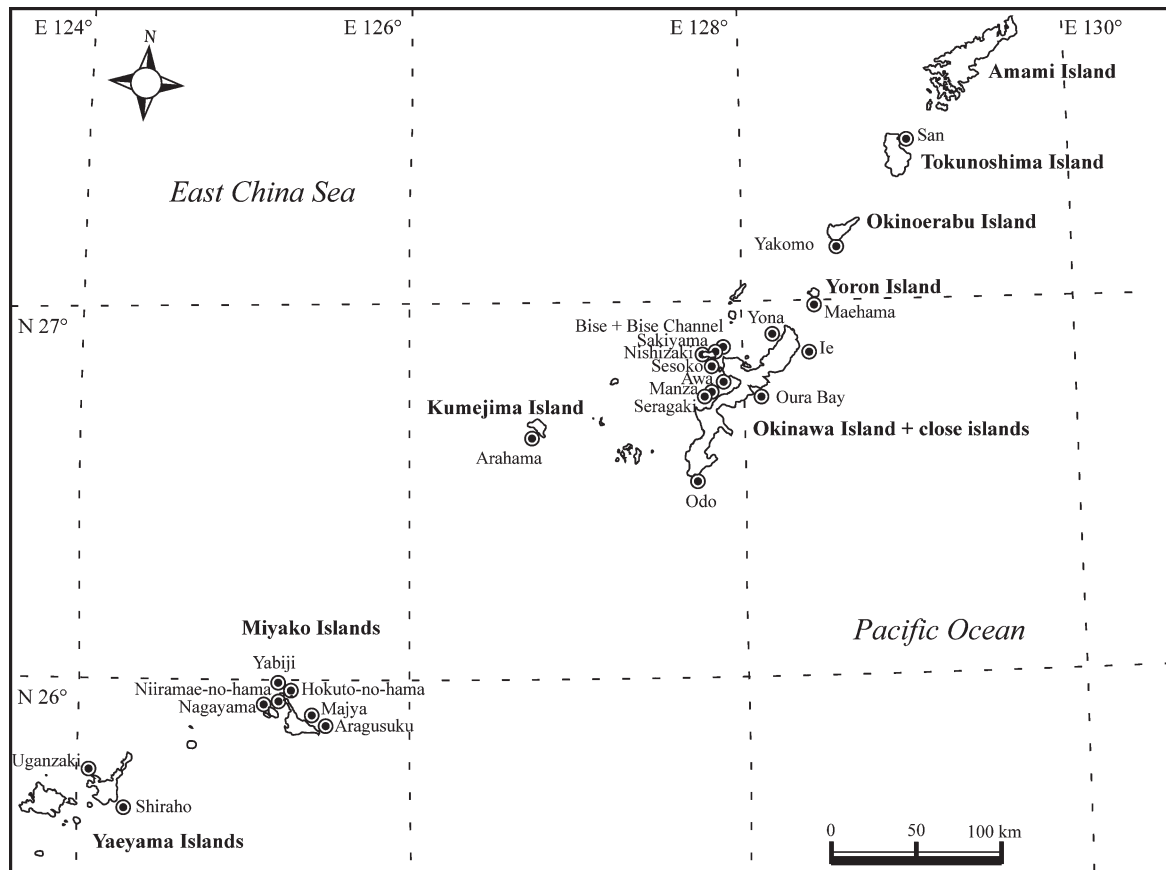 E 124°
E 126°
E 128°
E 130°
N
Amami Island
San
Tokunoshima Island
East China Sea
Okinoerabu Island
Yakomo
Yoron Island
N 27°
Maehama
Bise + Bise Channel
Yona
Sakiyama
Nishizaki
Ie
Sesoko
Awa
Manza
Oura Bay
Seragaki
Kumejima Island
Okinawa Island + close islands
Arahama
Odo
Miyako Islands
Pacific Ocean
Yabiji
Niiramae-no-hama
Hokuto-no-hama
N 26°
Nagayama
Majya
Aragusuku
Uganzaki
Shiraho
Yaeyama Islands
0 50 100 km